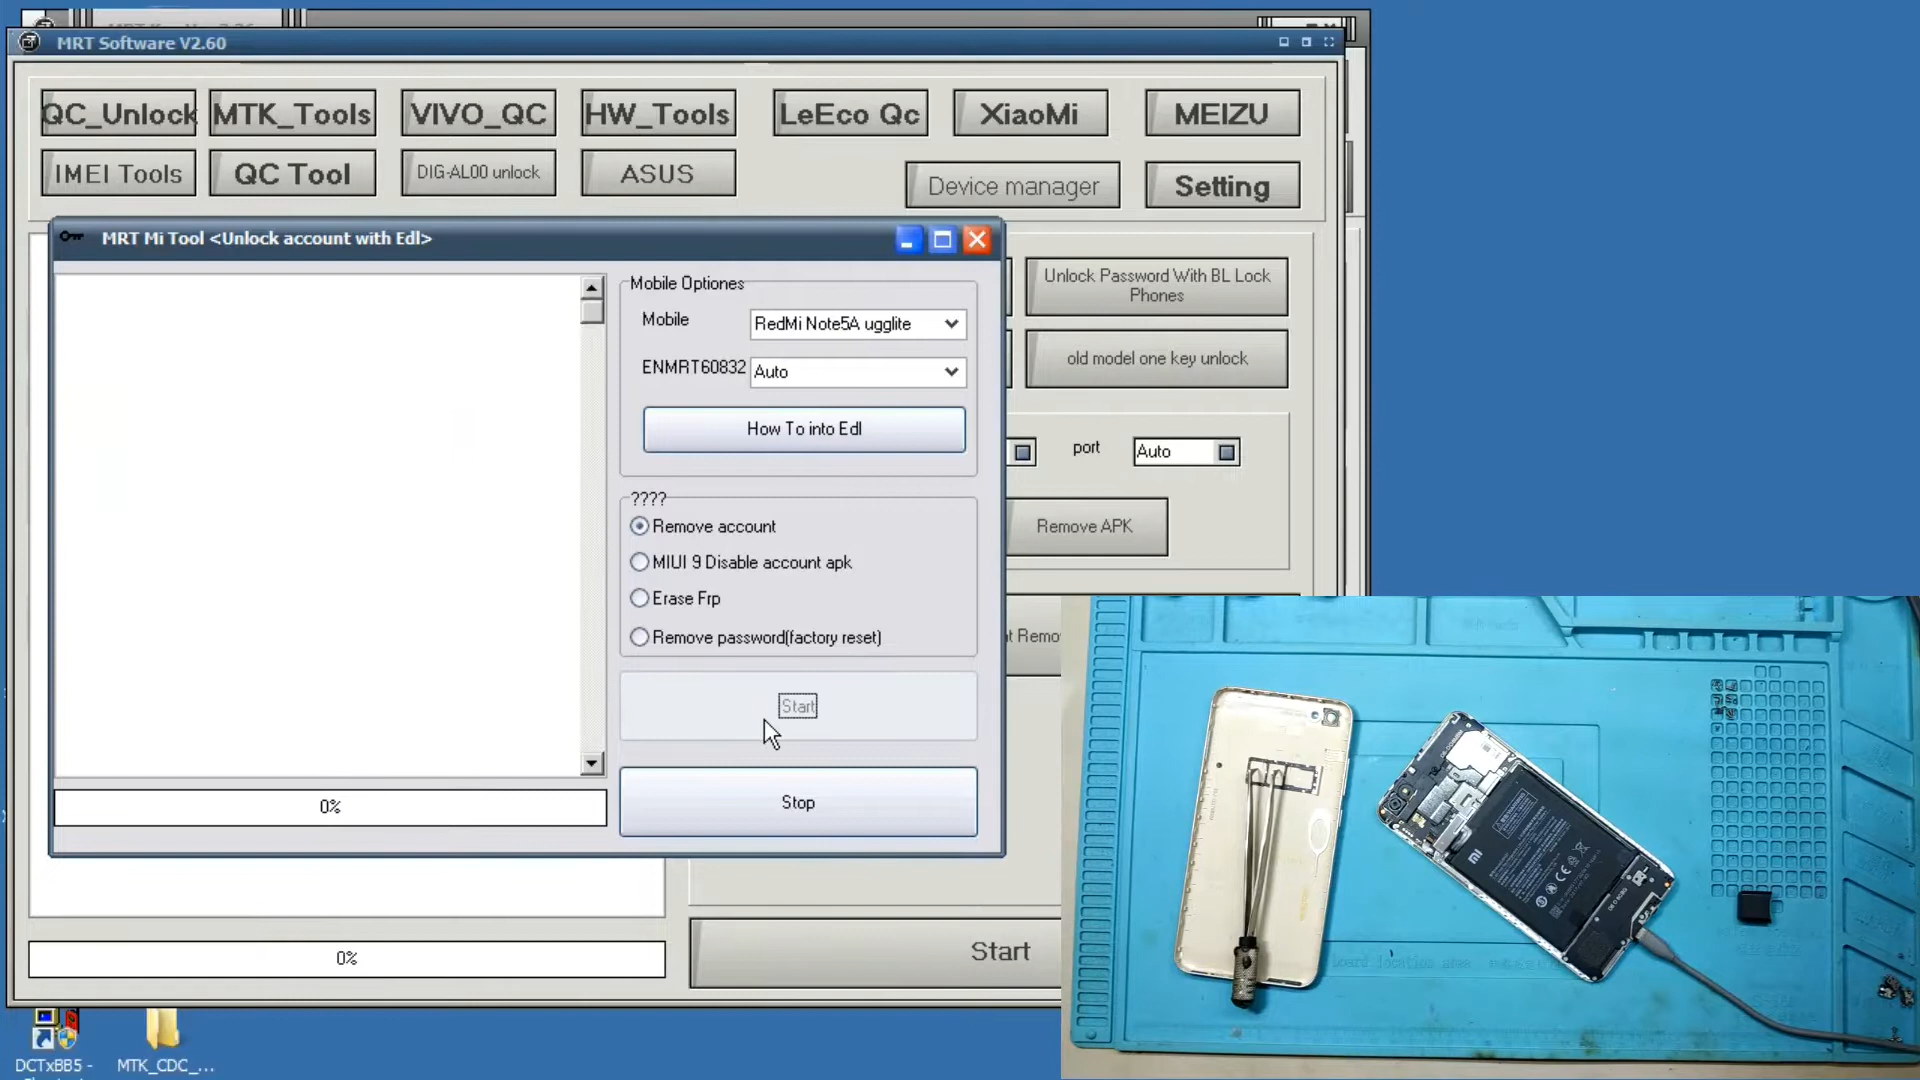 MRT Software V2.60
QC_Unlock
MTK_Tools
VIVO_QC
HW_Tools
LeEco Qc
XiaoMi
MEIZU
IMEI Tools
QC Tool
DIG-AL00 unlock
ASUS
Device manager
Setting
MRT Mi Tool <Unlock account with Edl>
Mobile Optiones
Mobile
RedMi Note5A ugglite
ENMRT60832
Auto
How To into Edl
????
Remove account
MIUI 9 Disable account apk
Erase Frp
Remove password(factory reset)
Start
Stop
0%
Unlock Password With BL Lock
Phones
old model one key unlock
port
Auto
Remove APK
0%
Start
mi
DCTxBB5 -
MTK_CDC_...